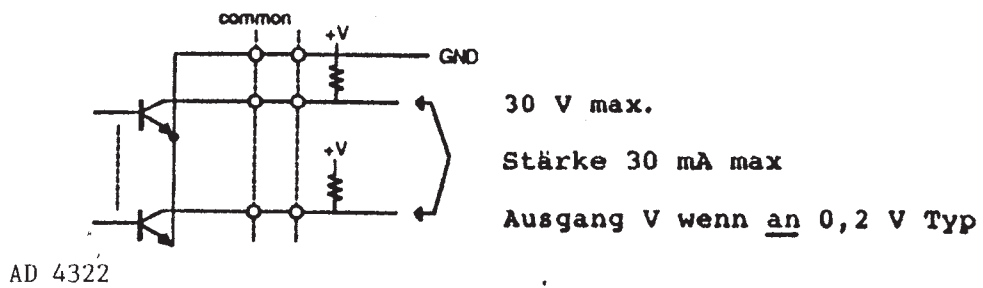 common
+V
GND
30 V max.
+V
Stärke 30 mA max
Ausgang V wenn an 0,2 V Typ
AD 4322